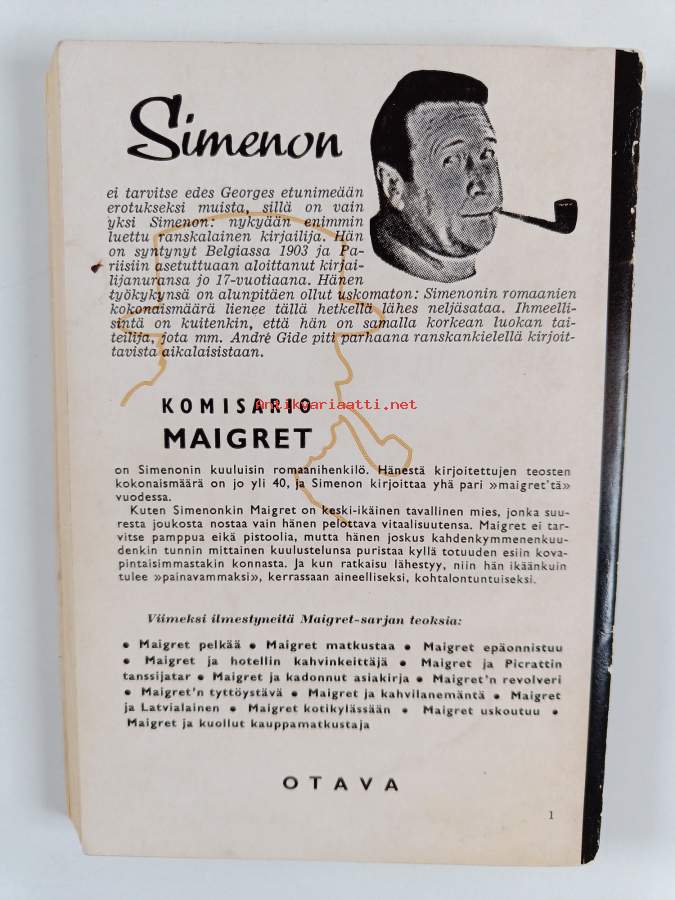 Simenon
ei tarvitse edes Georges etunimeään
erotukseksi muista, sillä on vain
yksi Simenon: nykyään enimmin
luettu ranskalainen kirjailija. Hän
on syntynyt Belgiassa 1903 ja Pa-
riisiin asetuttuaan aloittanut kirjai-
lijanuransa jo 17-vuotiaana. Hänen
työkykynsä on alunpitäen ollut uskomaton: Simenonin romaanien
kokonaismäärä lienee tällä hetkellä lähes neljäsataa. Ihmeelli-
sintä on kuitenkin, että hän on samalla korkean luokan tai-
teilija, jota mm. André Gide piti parhaana ranskankielellä kirjoit-
tavista aikalaisistaan.
KOMISARIO
Antikvariaatti.net
MAIGRET
on Simenonin kuuluisin romaanihenkilö. Hänestä kirjoitettujen teosten
kokonaismäärä on jo yli 40, ja Simenon kirjoittaa yhä pari »maigret'tä»
vuodessa.
Kuten Simenonkin Maigret on keski-ikäinen tavallinen mies, jonka suu-
resta joukosta nostaa vain hänen pelottava vitaalisuutensa. Maigret ei tar-
vitse pamppua eikä pistoolia, mutta hänen joskus kahdenkymmenenkuu-
denkin tunnin mittainen kuulustelunsa puristaa kyllä totuuden esiin kova-
pintaisimmastakin konnasta. Ja kun ratkaisu lähestyy, niin hän ikäänkuin
tulee »painavammaksi», kerrassaan aineelliseksi, kohtalontuntuiseksi.
Viimeksi ilmestyneitä Maigret-sarjan teoksia:
• Maigret pelkää • Maigret matkustaa • Maigret epäonnistuu
• Maigret ja hotellin kahvinkeittäjä • Maigret ja Picrattin
tanssijatar • Maigret ja kadonnut asiakirja • Maigret'n revolveri
• Maigret'n tyttöystävä • Maigret ja kahvilanemäntä • Maigret
ja Latvialainen • Maigret kotikylässään • Maigret uskoutuu •
Maigret ja kuollut kauppamatkustaja
OTAVA
1